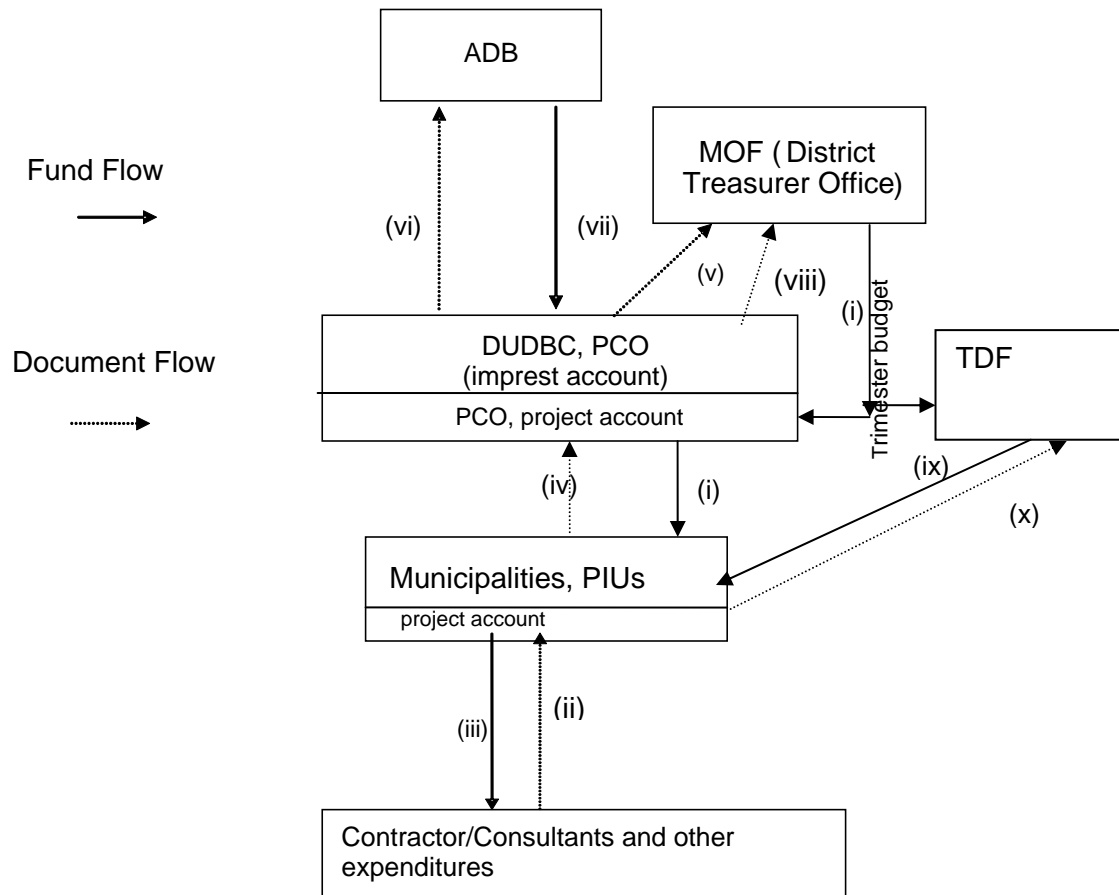 ADB
MOF ( District
Treasurer Office)
Fund Flow
(vi)
(vii)
(v)
(viii)
(i)
Trimester budget
Document Flow
DUDBC, PCO
(imprest account)
TDF
PCO, project account
(iv)
(i)
(ix)
(x)
Municipalities, PIUs
project account
(iii)
(ii)
Contractor/Consultants and other
expenditures